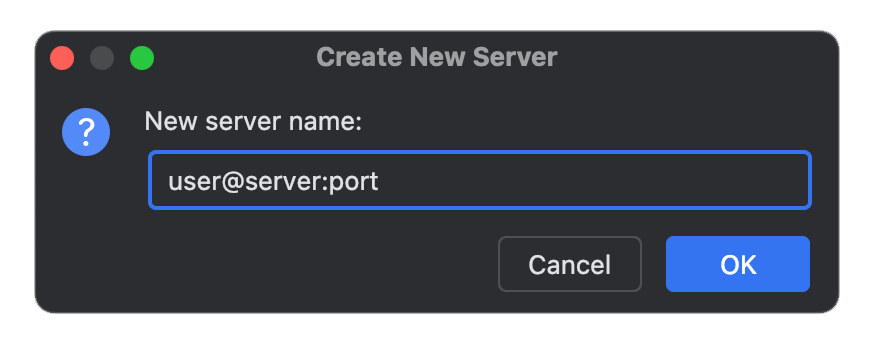 Create New Server
?
New server name:
user@server:port
Cancel
OK